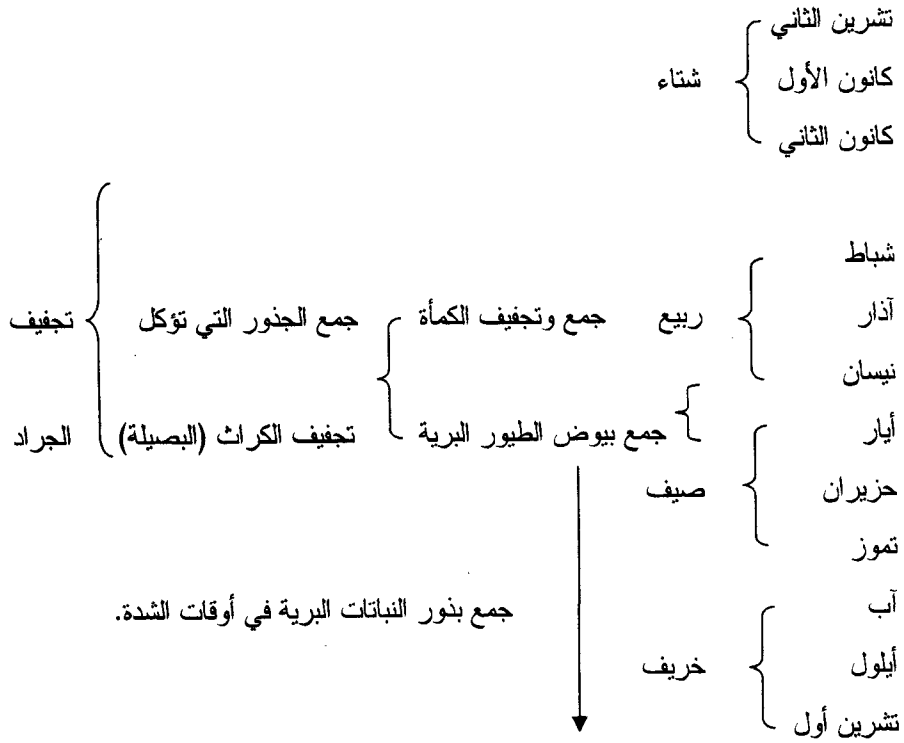 تشرين الثاني
كانون الأول شتاء
كانون الثاني
شباط
آذار ربيع جمع وتجفيف الكمأة جمع الجذور التي تؤكل تجفيف
نيسان
أيار جمع بيوض الطيور البرية تجفيف الكراث (البصيلة) الجراد
حزيران صيف
تموز
آب جمع بذور النباتات البرية في أوقات الشدة.
أيلول خريف
تشرين أول